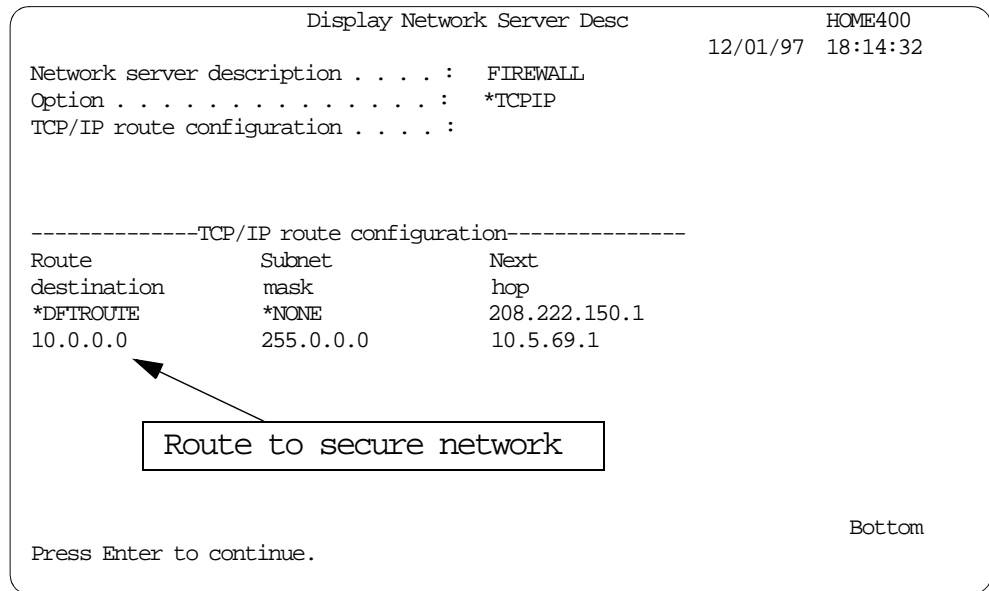 Display Network Server Desc HOME400
12/01/97 18:14:32
Network server description . . . . : FIREWALL
Option . . . . . . . . . . . . . . : *TCPIP
TCP/IP route configuration . . . . :
--------------TCP/IP route configuration---------------
Route Subnet Next
destination mask hop
*DFTROUTE *NONE 208.222.150.1
10.0.0.0 255.0.0.0 10.5.69.1
Route to secure network
Bottom
Press Enter to continue.